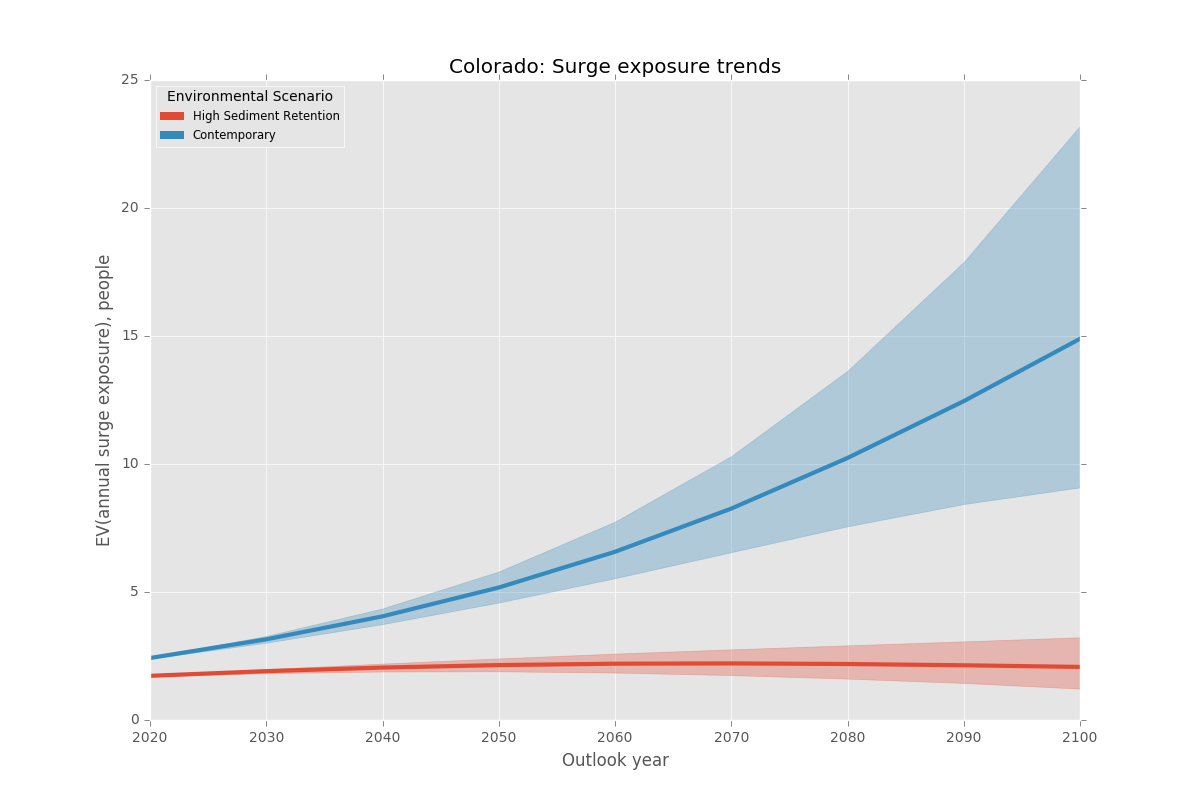 Colorado: Surge exposure trends
Environmental Scenario
High Sediment Retention
Contemporary
EV(annual surge exposure), people
25
20
15
10
5
0
2020 2030 2040 2050 2060 2070 2080 2090 2100
Outlook year